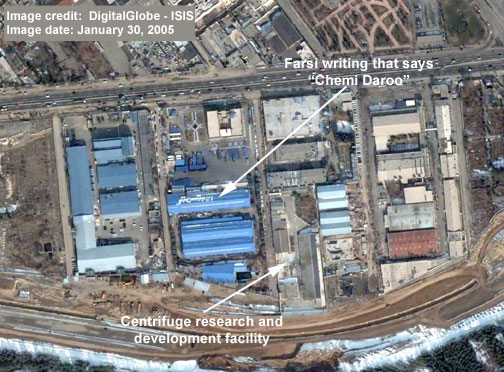 Image credit: DigitalGlobe - ISIS
Image date: January 30, 2005
Farsi writing that says
“Chemi Daroo”
Centrifuge research and
development facility